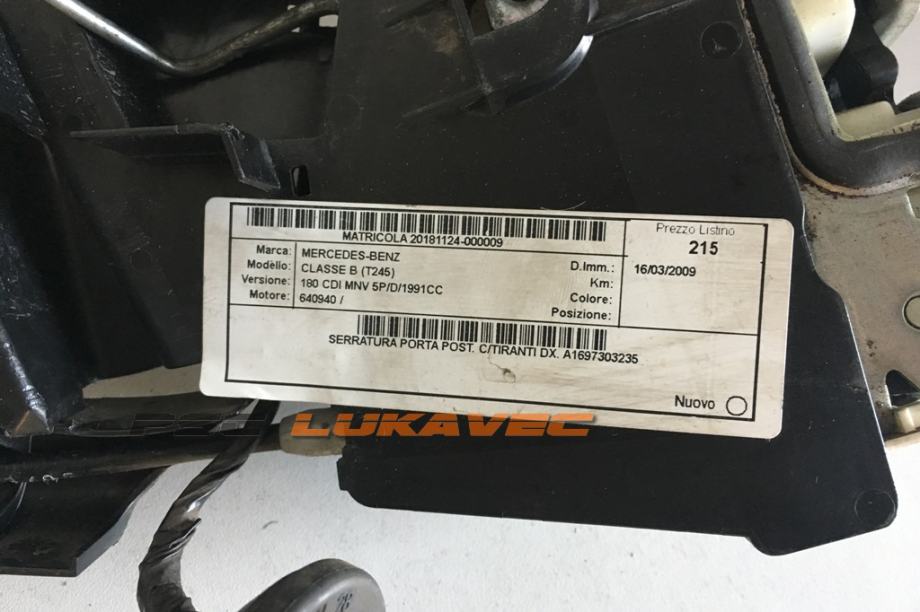 MATRICOLA 20181124-000009
Prezzo Listino
215
Marca: MERCEDES-BENZ
Modello: CLASSE B (T245)
Versione: 180 CDI MNV 5P/D/1991CC
Motore: 640940 /
D.Imm.: 16/03/2009
Km:
Colore:
Posizione:
SERRATURA PORTA POST. C/TIRANTI DX. A1697303235
Nuovo
LUKAVEC